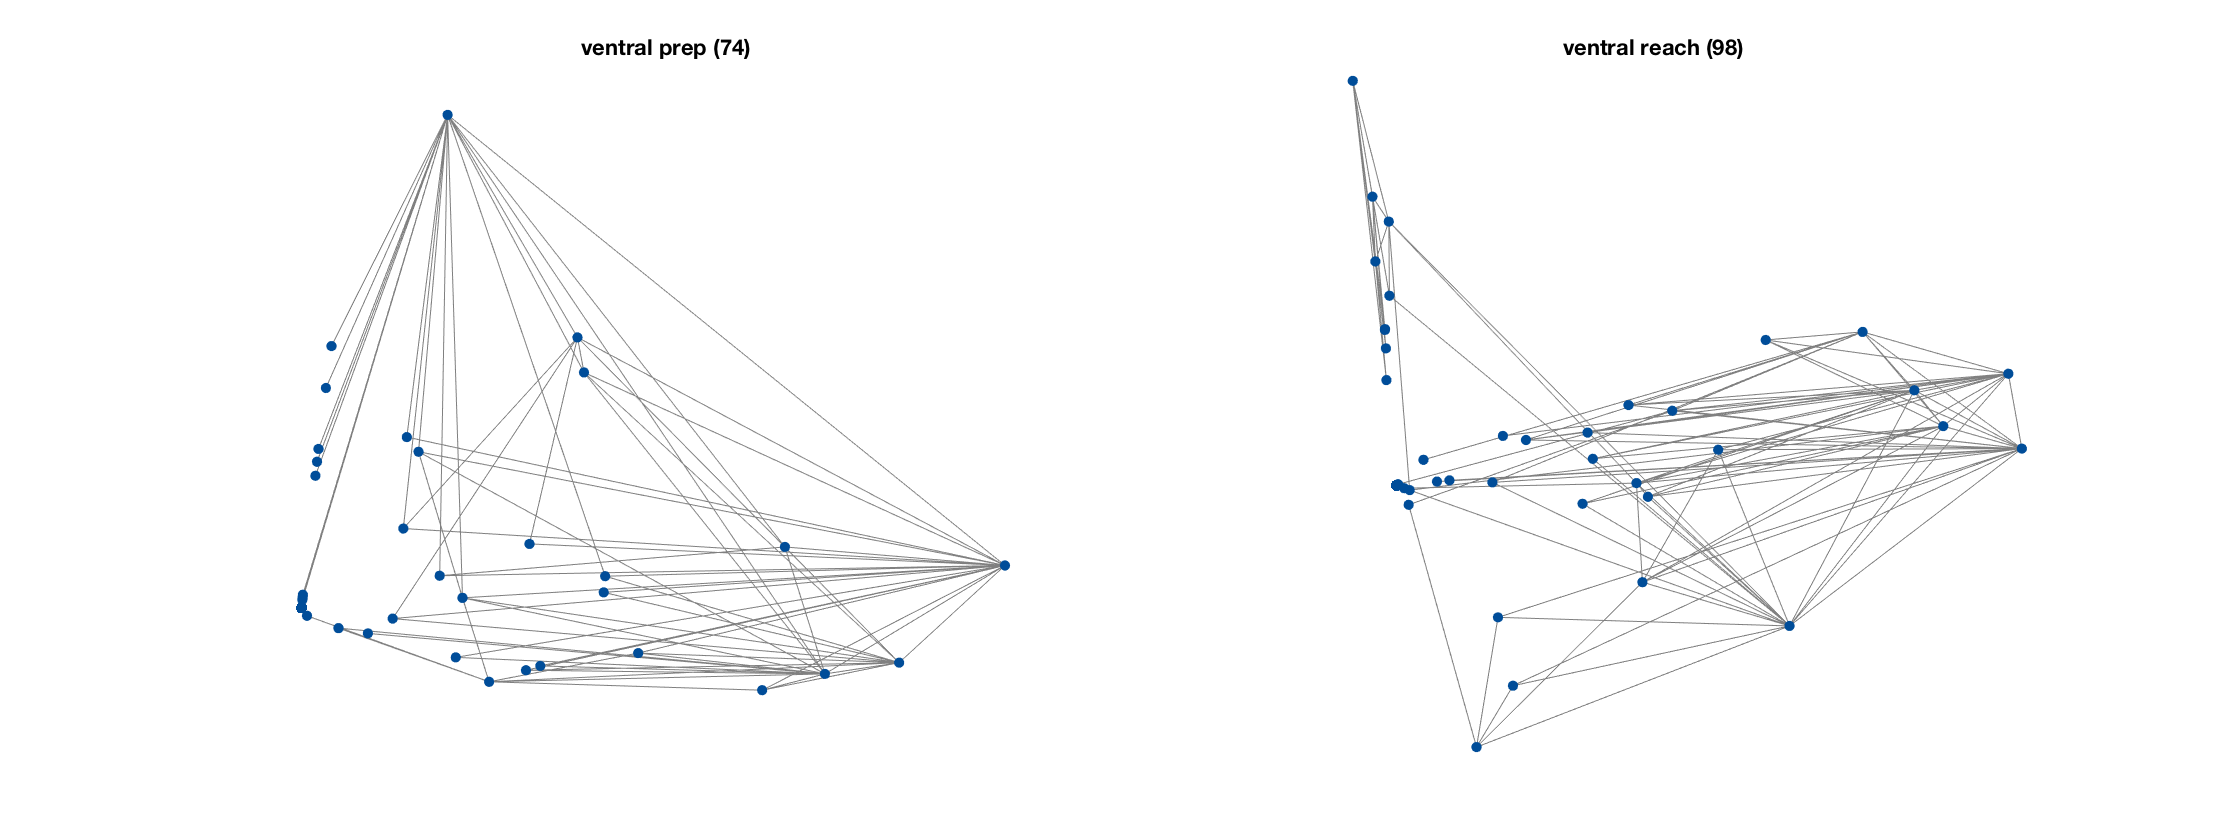 ventral prep (74)
ventral reach (98)